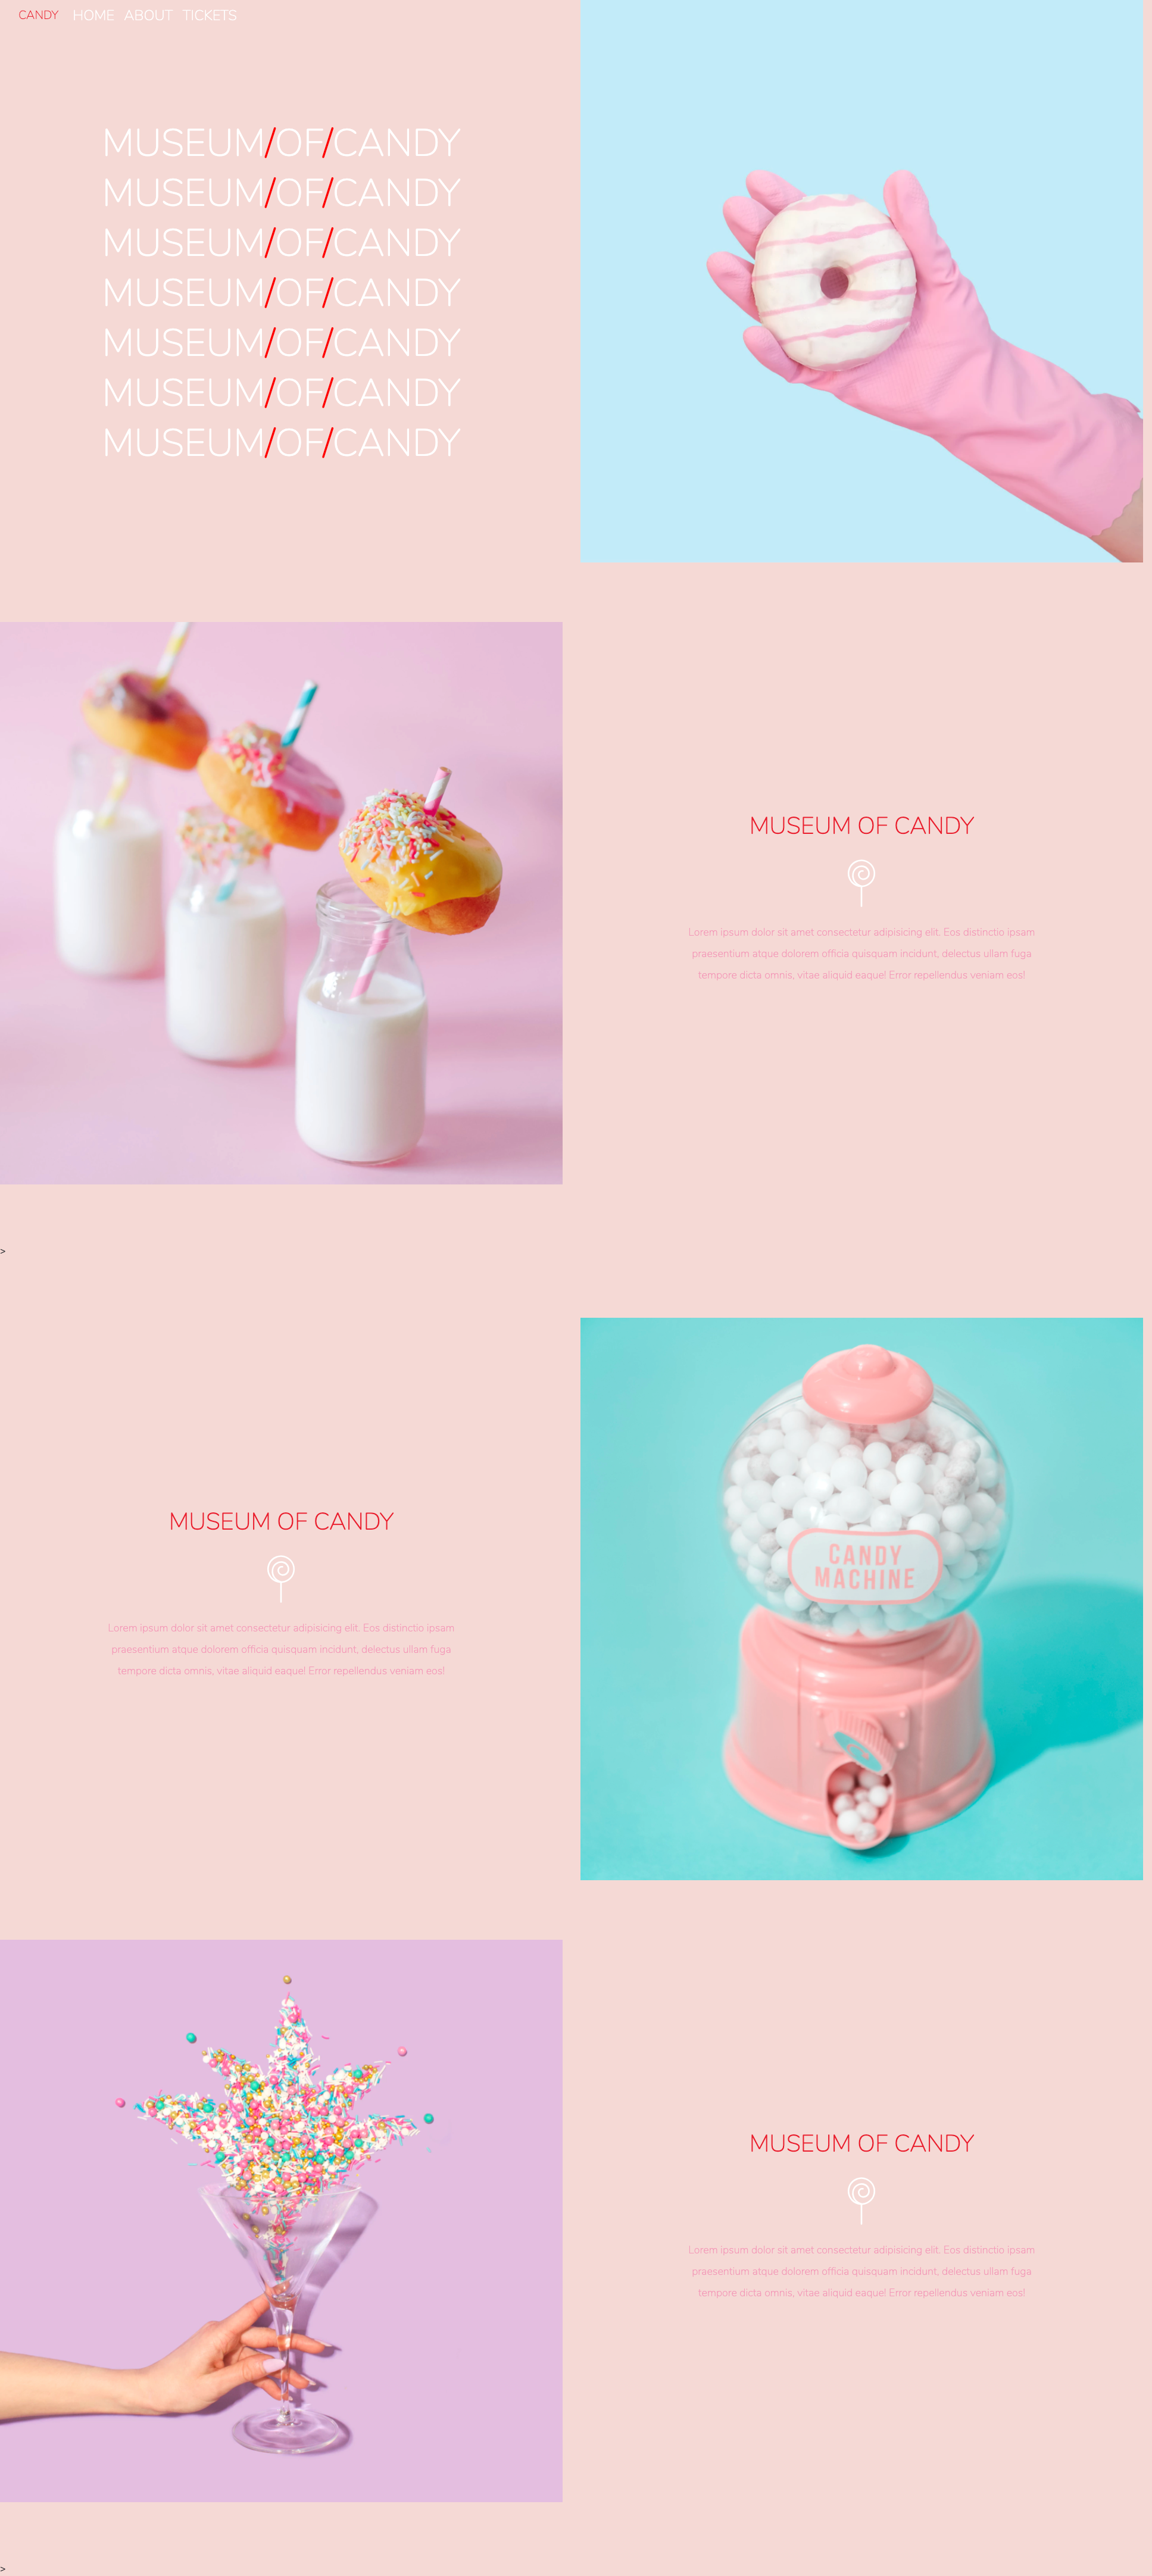 CANDY HOME ABOUT TICKETS
MUSEUM/OF/CANDY
MUSEUM/OF/CANDY
MUSEUM/OF/CANDY
MUSEUM/OF/CANDY
MUSEUM/OF/CANDY
MUSEUM/OF/CANDY
MUSEUM/OF/CANDY
MUSEUM OF CANDY
Lorem ipsum dolor sit amet consectetur adipisicing elit. Eos distinctio ipsam
praesentium atque dolorem officia quisquam incidunt, delectus ullam fuga
tempore dicta omnis, vitae aliquid eaque! Error repellendus veniam eos!
>
MUSEUM OF CANDY
Lorem ipsum dolor sit amet consectetur adipisicing elit. Eos distinctio ipsam
praesentium atque dolorem officia quisquam incidunt, delectus ullam fuga
tempore dicta omnis, vitae aliquid eaque! Error repellendus veniam eos!
CANDY
MACHINE
MUSEUM OF CANDY
Lorem ipsum dolor sit amet consectetur adipisicing elit. Eos distinctio ipsam
praesentium atque dolorem officia quisquam incidunt, delectus ullam fuga
tempore dicta omnis, vitae aliquid eaque! Error repellendus veniam eos!
>